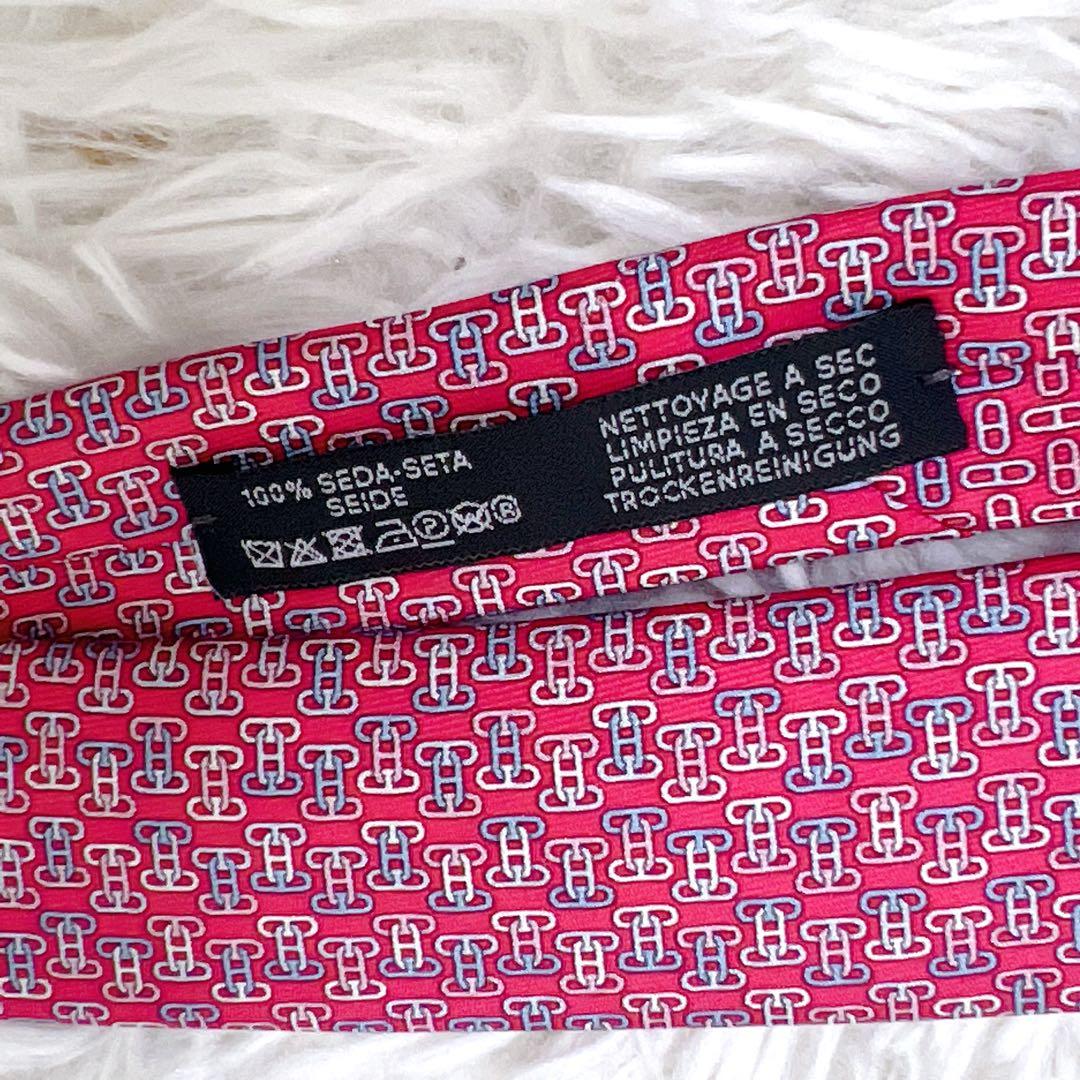 100% SEDA-SETA
SEIDE
P W R
NETTOYAGE A SEC
LIMPIEZA EN SECO
PULITURA A SECCO
TROCKENREINIGUNG